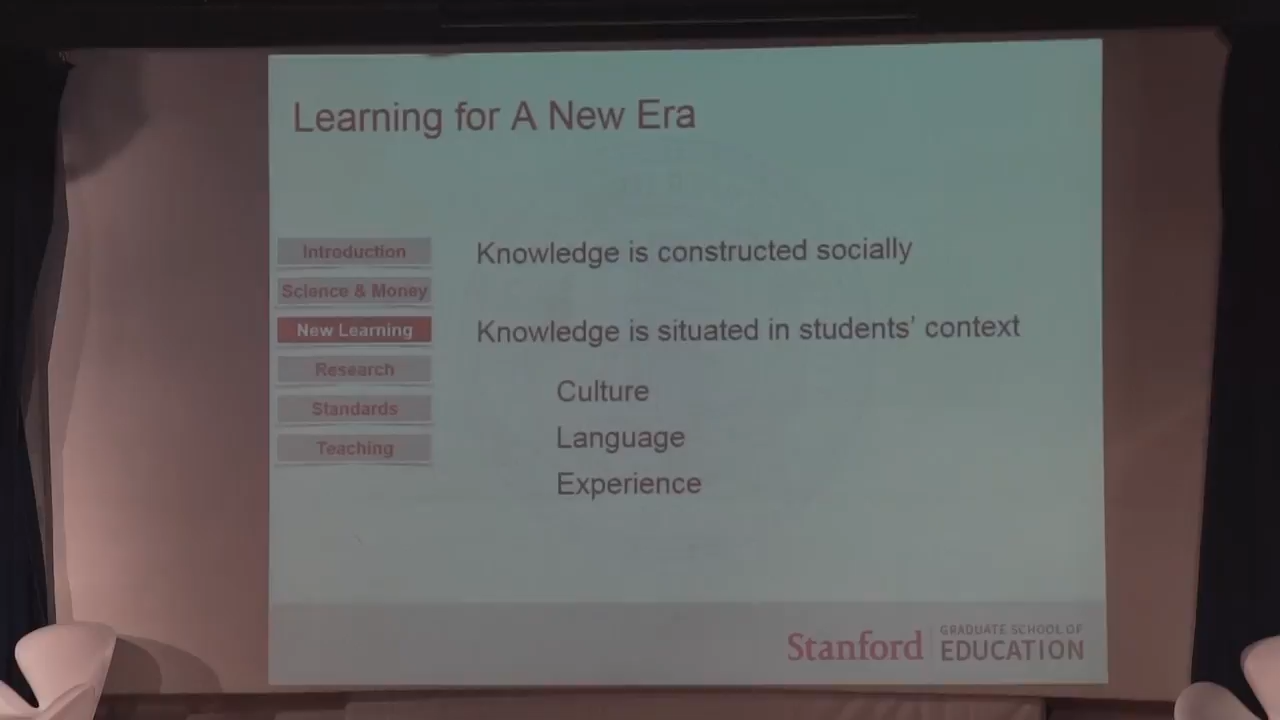 Learning for A New Era
Introduction
Science & Money
New Learning
Research
Standards
Teaching
Knowledge is constructed socially
Knowledge is situated in students’ context
Culture
Language
Experience
Stanford
GRADUATE SCHOOL OF
EDUCATION